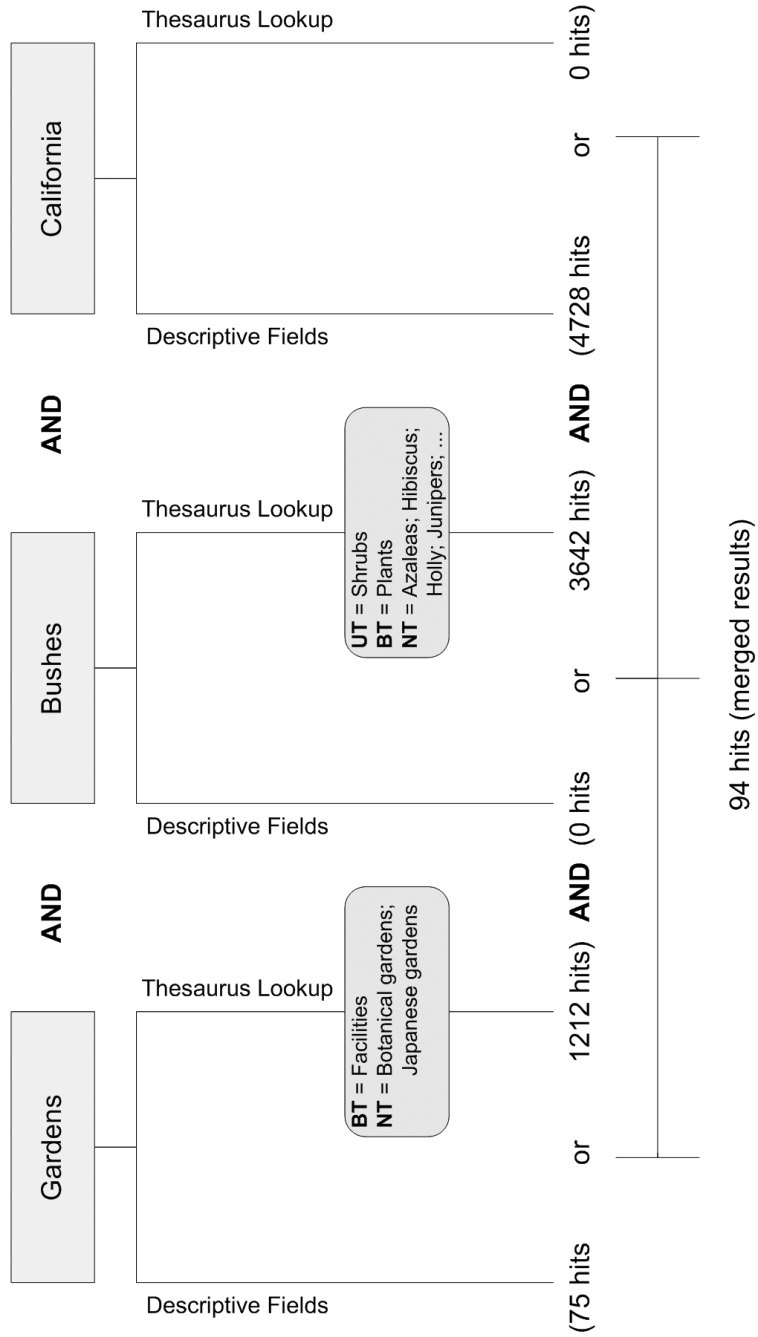 Gardens
AND
Bushes
AND
California
Descriptive Fields
Thesaurus Lookup
Descriptive Fields
Thesaurus Lookup
Descriptive Fields
Thesaurus Lookup
BT = Facilities
NT = Botanical gardens;
Japanese gardens
UT = Shrubs
BT = Plants
NT = Azaleas; Hibiscus;
Holly; Junipers; ...
(75 hits or 1212 hits) AND (0 hits or 3642 hits) AND (4728 hits or 0 hits)
94 hits (merged results)